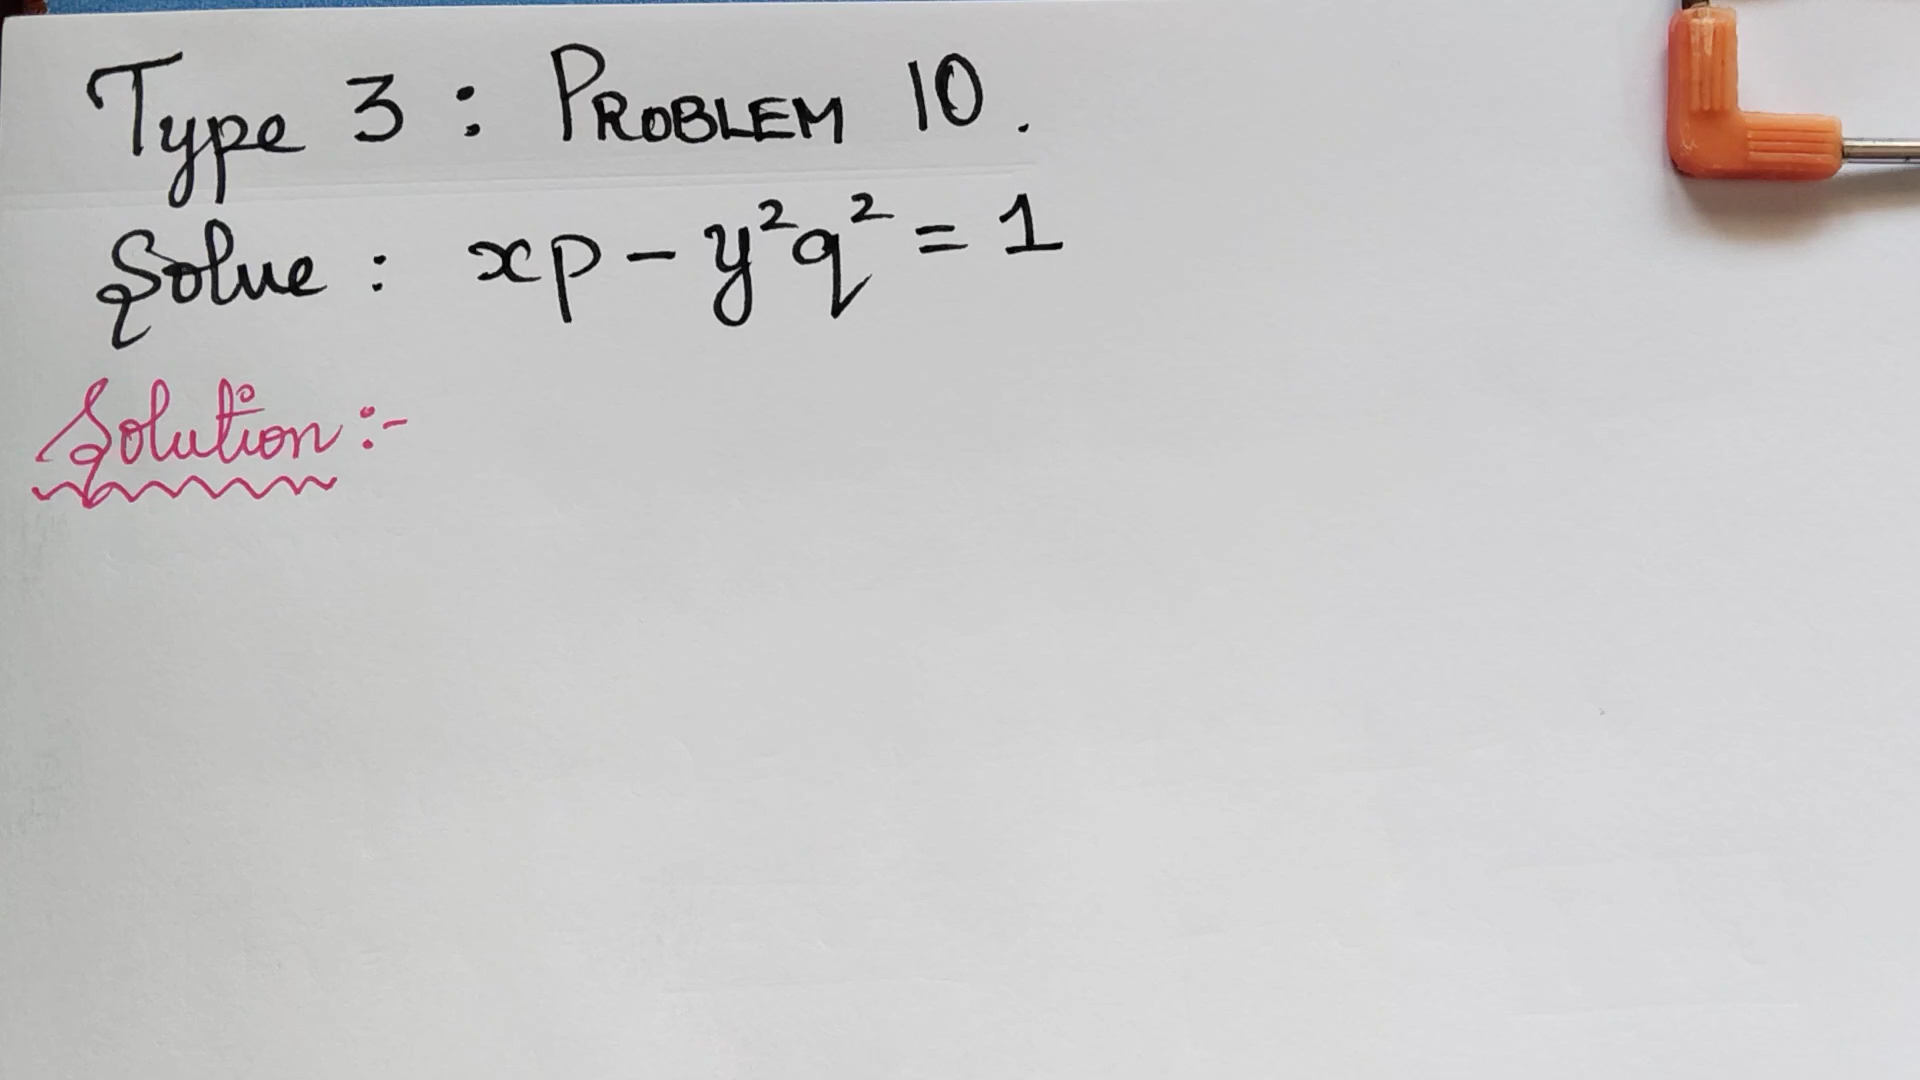 Type 3 : PROBLEM 10.
Solve : xp - y²q² = 1
Solution :-